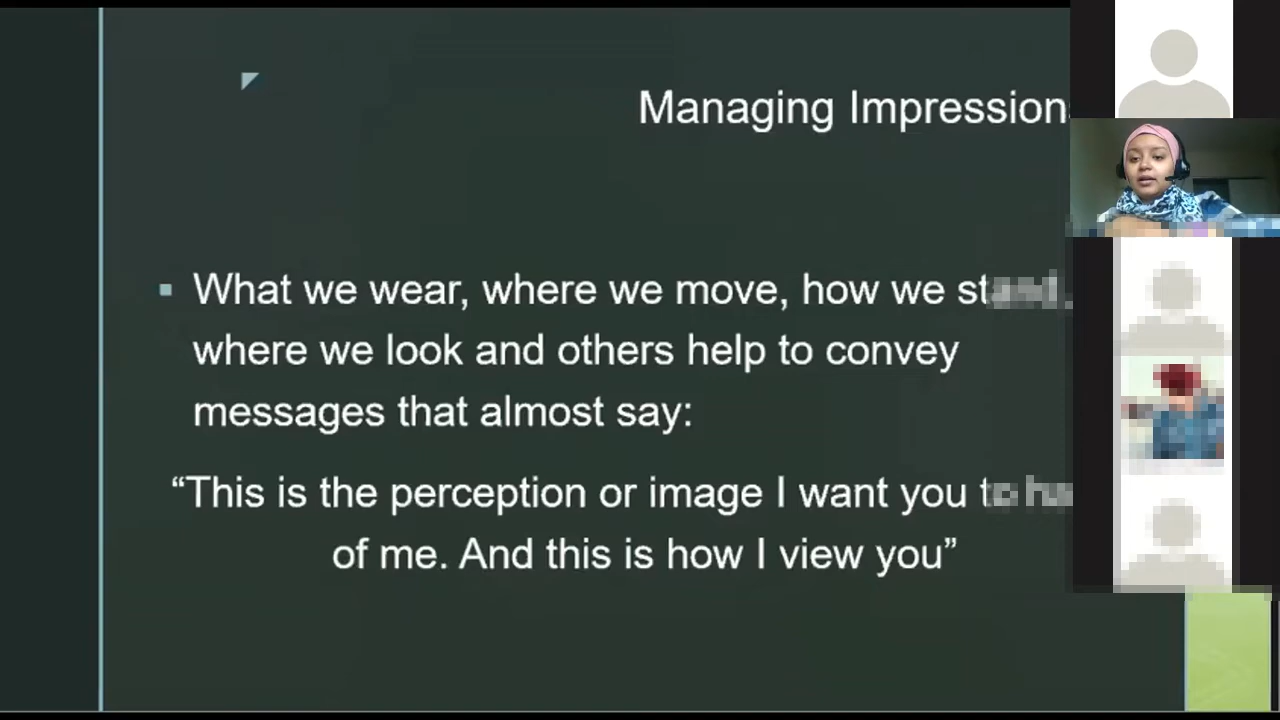 Managing Impression
What we wear, where we move, how we stand,
where we look and others help to convey
messages that almost say:
“This is the perception or image I want you to
of me. And this is how I view you”